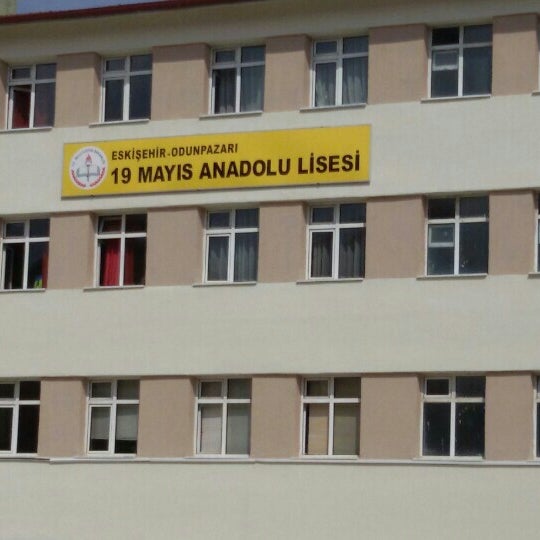 ESKİŞEHİR-ODUNPAZARI
19 MAYIS ANADOLU LİSESİ